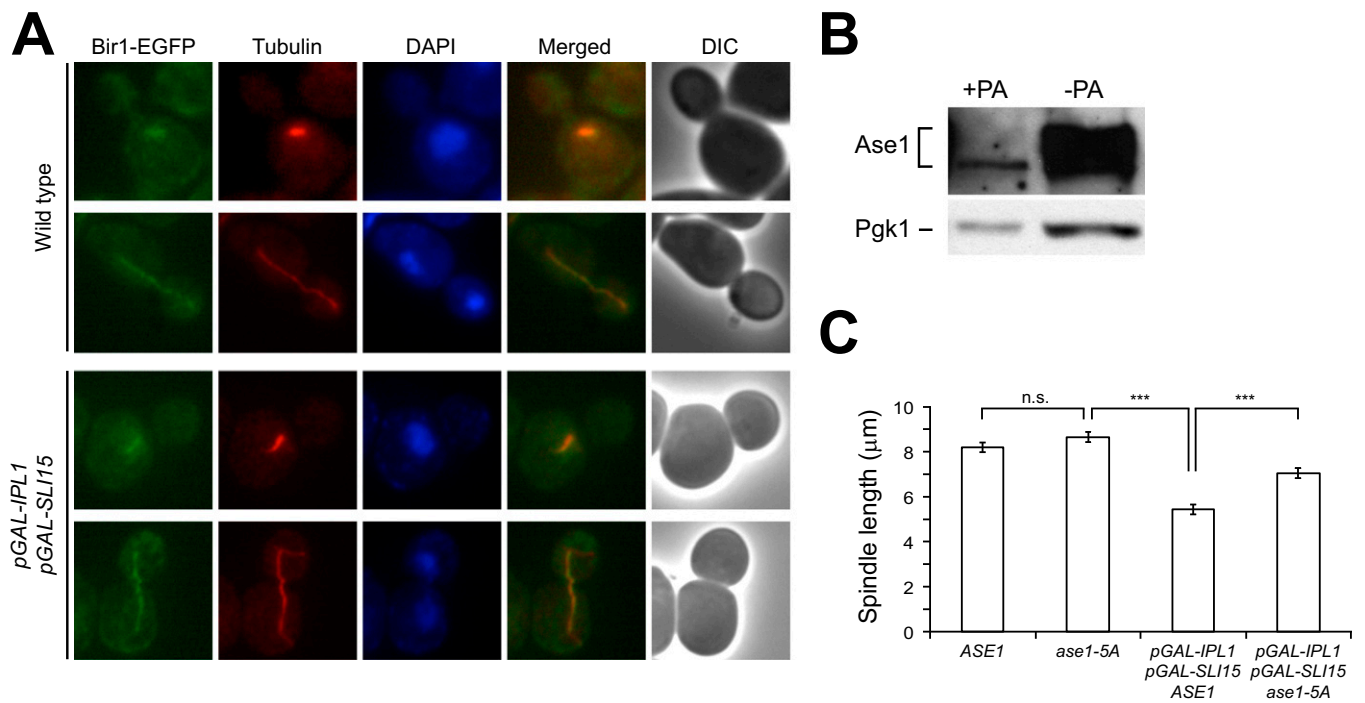 A
Bir1-EGFP Tubulin DAPI Merged DIC
Wild type
pGAL-IPL1
pGAL-SLI15
B
+PA -PA
Ase1
Pgk1
C
Spindle length (μm)
10
8
6
4
2
0
n.s. *** ***
ASE1
ase1-5A
pGAL-IPL1
pGAL-SLI15
ASE1
pGAL-IPL1
pGAL-SLI15
ase1-5A